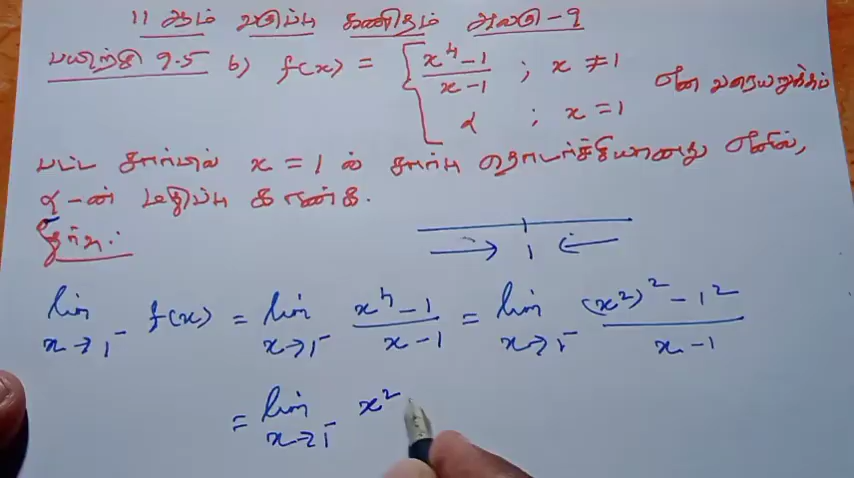 11 ஆம் வகுப்பு கணிதம் அலகு - 9
பயிற்சி 9.5 6) f(x) = { (x⁴ - 1)/(x - 1) ; x ≠ 1 என வரையறுக்கப்
α ; x = 1
பட்ட சார்பில் x = 1 ல் சார்பு தொடர்ச்சியானது எனில்,
α - ன் மதிப்பு காண்க.
தீர்வு:
→ 1 ←
lim x→1⁻ f(x) = lim x→1⁻ (x⁴ - 1)/(x - 1) = lim x→1⁻ ((x²)² - 1²)/(x - 1)
= lim x→1⁻ x²